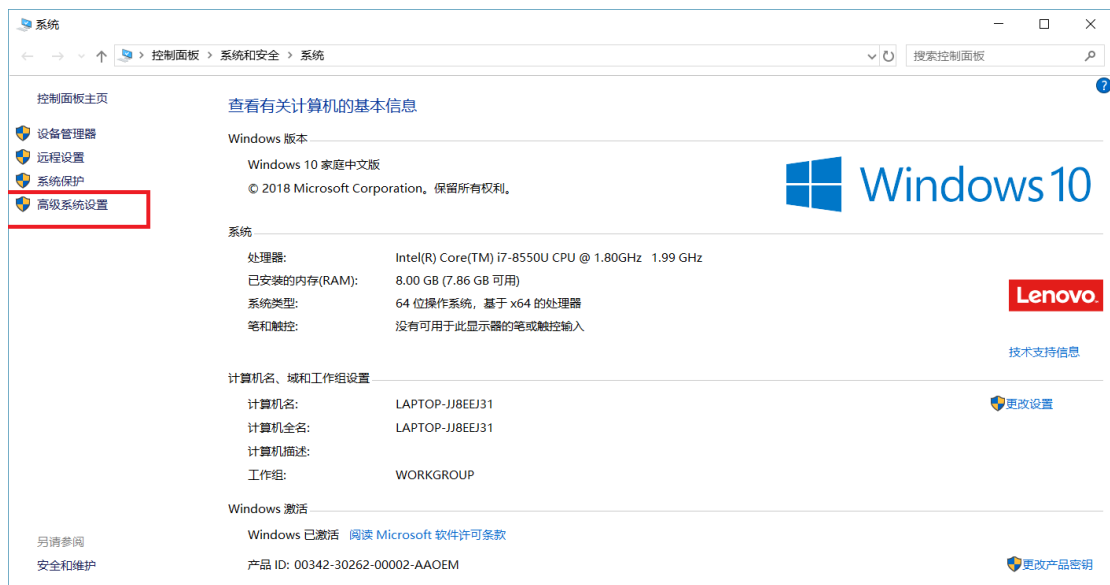 系统
控制面板 > 系统和安全 > 系统
搜索控制面板
?
控制面板主页
设备管理器
远程设置
系统保护
高级系统设置
查看有关计算机的基本信息
Windows 版本
Windows 10 家庭中文版
© 2018 Microsoft Corporation。保留所有权利。
Windows 10
系统
处理器: Intel(R) Core(TM) i7-8550U CPU @ 1.80GHz 1.99 GHz
已安装的内存(RAM): 8.00 GB (7.86 GB 可用)
系统类型: 64 位操作系统, 基于 x64 的处理器
笔和触控: 没有可用于此显示器的笔或触控输入
Lenovo.
技术支持信息
计算机名、域和工作组设置
计算机名: LAPTOP-JJ8EEJ31
更改设置
计算机全名: LAPTOP-JJ8EEJ31
计算机描述:
工作组: WORKGROUP
Windows 激活
Windows 已激活 阅读 Microsoft 软件许可条款
产品 ID: 00342-30262-00002-AAOEM
更改产品密钥
另请参阅
安全和维护